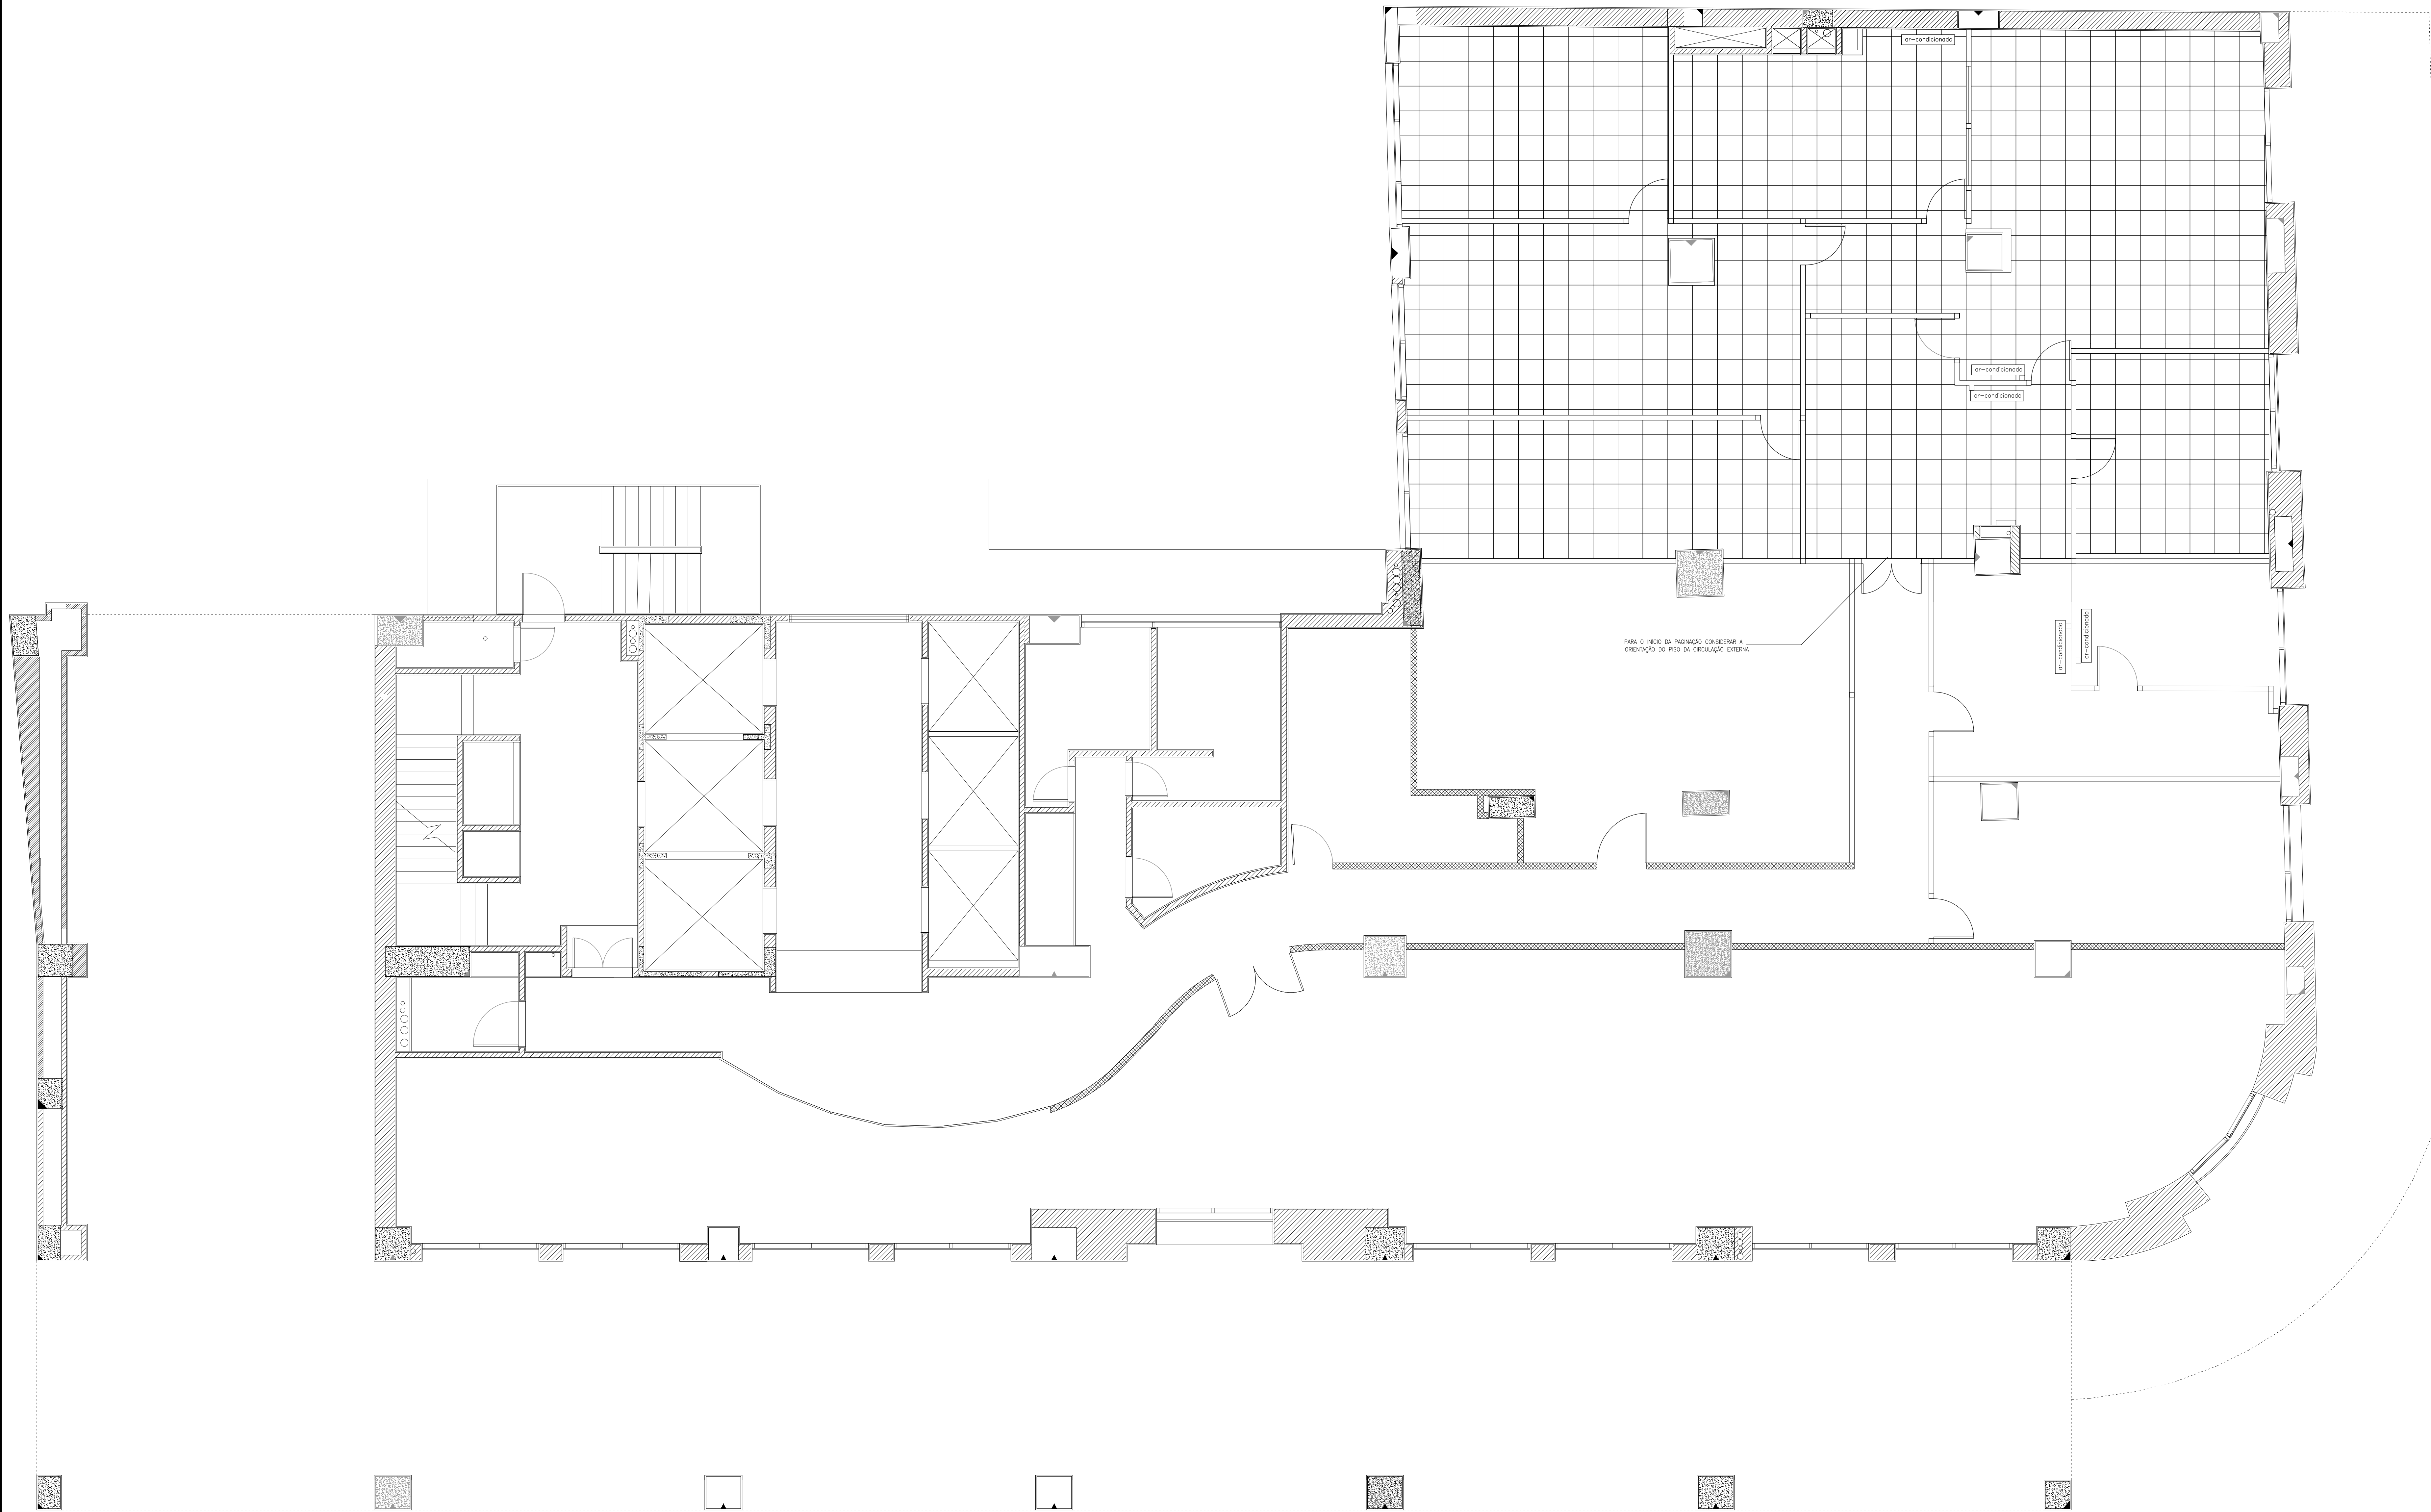 ar-condicionado
ar-condicionado
ar-condicionado
ar-condicionado
ar-condicionado
PARA O INÍCIO DA PAGINAÇÃO CONSIDERAR A
ORIENTAÇÃO DO PISO DA CIRCULAÇÃO EXTERNA